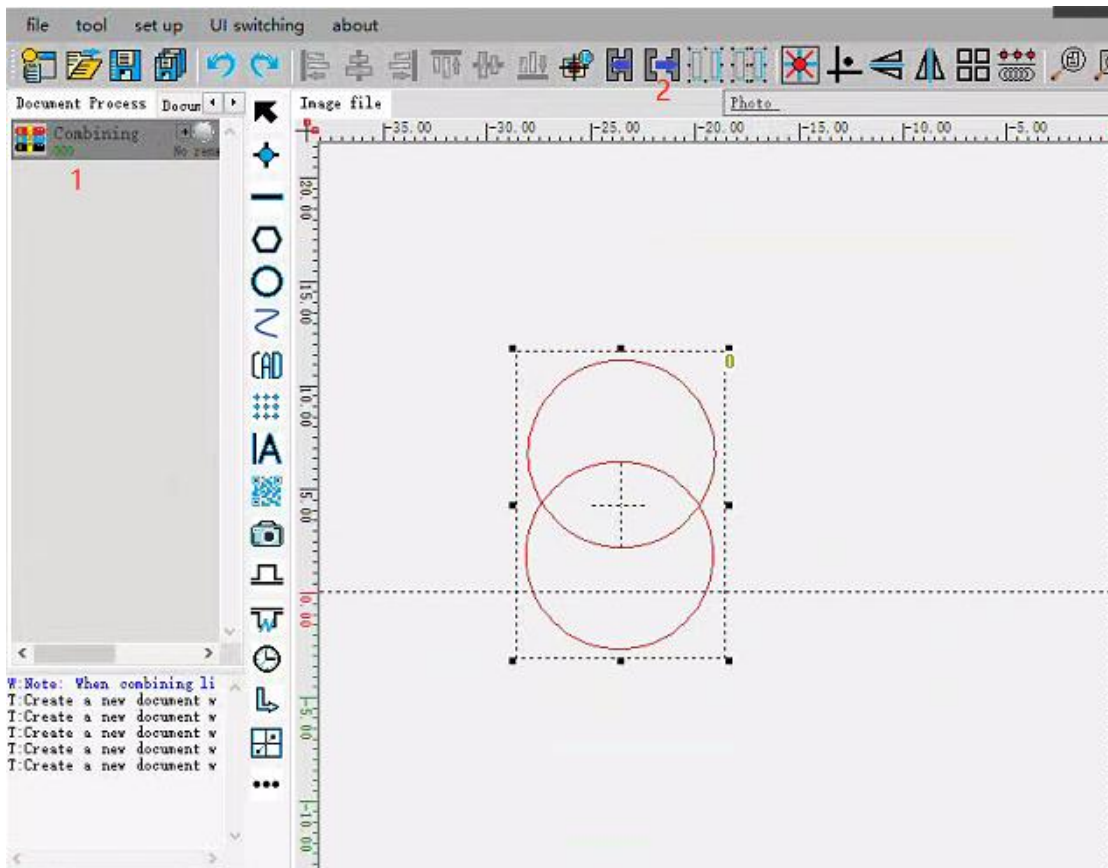 file tool set up UI switching about
2
Document Process Docum
Image file
Photo
Combining
000
No rema
1
-35.00 -30.00 -25.00 -20.00 -15.00 -10.00 -5.00
20.00
15.00
10.00
5.00
0.00
-5.00
-10.00
0
CAD
IA
W:Note: When combining li
T:Create a new document w
T:Create a new document w
T:Create a new document w
T:Create a new document w
T:Create a new document w